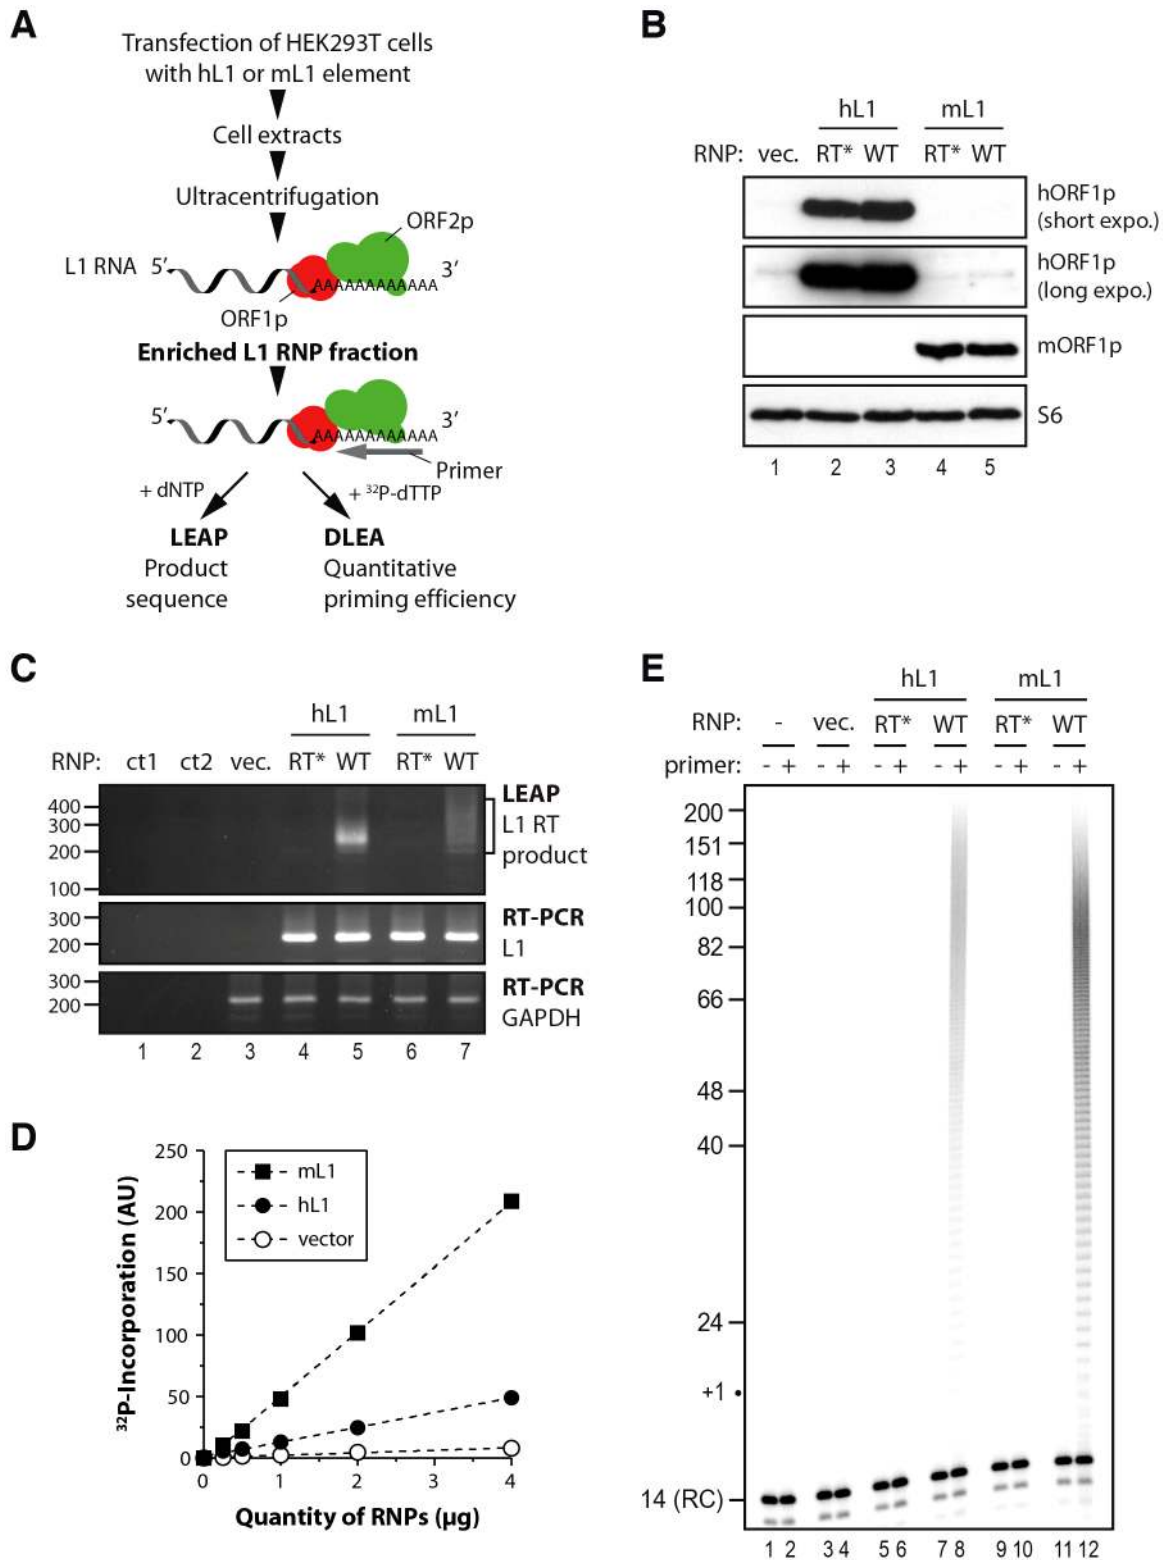 A
Transfection of HEK293T cells
with hL1 or mL1 element
Cell extracts
Ultracentrifugation
ORF2p
L1 RNA 5′ AAAAAAAAAAAA 3′
ORF1p
Enriched L1 RNP fraction
5′ AAAAAAAAAAAA 3′
Primer
+ dNTP + ³²P-dTTP
LEAP DLEA
Product Quantitative
sequence priming efficiency
B
hL1 mL1
RNP: vec. RT* WT RT* WT
hORF1p
(short expo.)
hORF1p
(long expo.)
mORF1p
S6
1 2 3 4 5
C
hL1 mL1
RNP: ct1 ct2 vec. RT* WT RT* WT
400
300
200
100
LEAP
L1 RT
product
300
200
RT-PCR
L1
300
200
RT-PCR
GAPDH
1 2 3 4 5 6 7
D
³²P-Incorporation (AU)
250
200
150
100
50
0
mL1
hL1
vector
0 1 2 3 4
Quantity of RNPs (µg)
E
hL1 mL1
RNP: - vec. RT* WT RT* WT
primer: - + - + - + - + - + - +
200
151
118
100
82
66
48
40
24
+1 •
14 (RC)
1 2 3 4 5 6 7 8 9 10 11 12